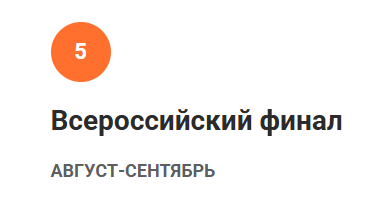 5
Всероссийский финал
АВГУСТ-СЕНТЯБРЬ